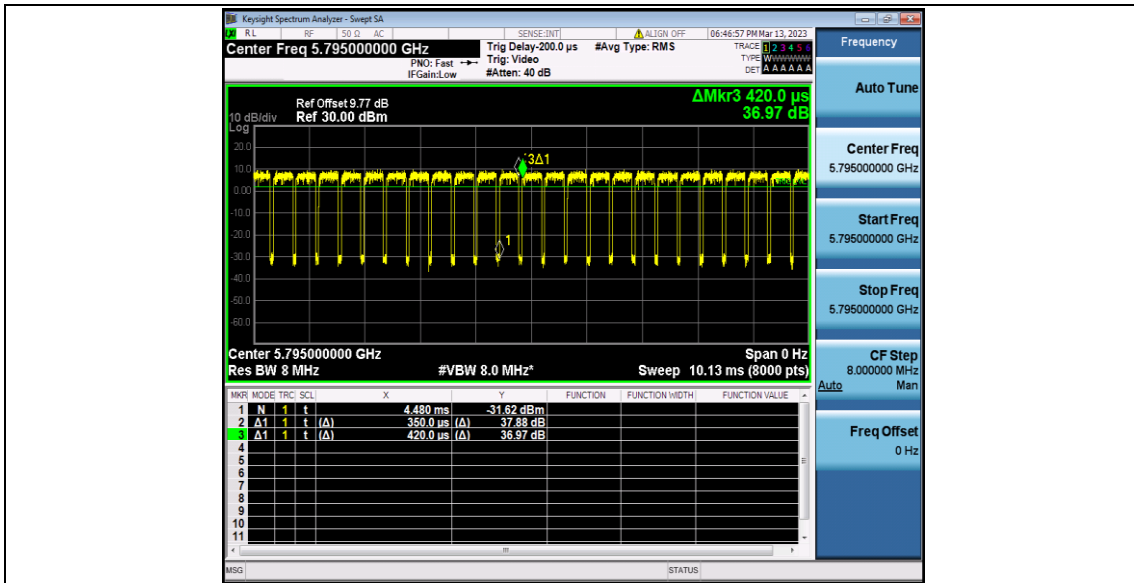 Keysight Spectrum Analyzer - Swept SA
RL RF 50 Ω AC SENSE:INT ALIGN OFF 06:46:57 PM Mar 13, 2023
Center Freq 5.795000000 GHz
PNO: Fast
IFGain:Low
Trig Delay-200.0 µs
Trig: Video
#Atten: 40 dB
#Avg Type: RMS
TRACE 1 2 3 4 5 6
TYPE W
DET A A A A A A
Frequency
Auto Tune
Center Freq
5.795000000 GHz
Start Freq
5.795000000 GHz
Stop Freq
5.795000000 GHz
CF Step
8.000000 MHz
Auto Man
Freq Offset
0 Hz
ΔMkr3 420.0 µs
36.97 dB
Ref Offset 9.77 dB
10 dB/div Ref 30.00 dBm
Log
20.0
10.0
0.00
-10.0
-20.0
-30.0
-40.0
-50.0
-60.0
3Δ1
1
Center 5.795000000 GHz Span 0 Hz
Res BW 8 MHz #VBW 8.0 MHz* Sweep 10.13 ms (8000 pts)
MKR MODE TRC SCL X Y FUNCTION FUNCTION WIDTH FUNCTION VALUE
1 N 1 t 4.480 ms -31.62 dBm
2 Δ1 1 t (Δ) 350.0 µs (Δ) 37.88 dB
3 Δ1 1 t (Δ) 420.0 µs (Δ) 36.97 dB
4
5
6
7
8
9
10
11
MSG STATUS